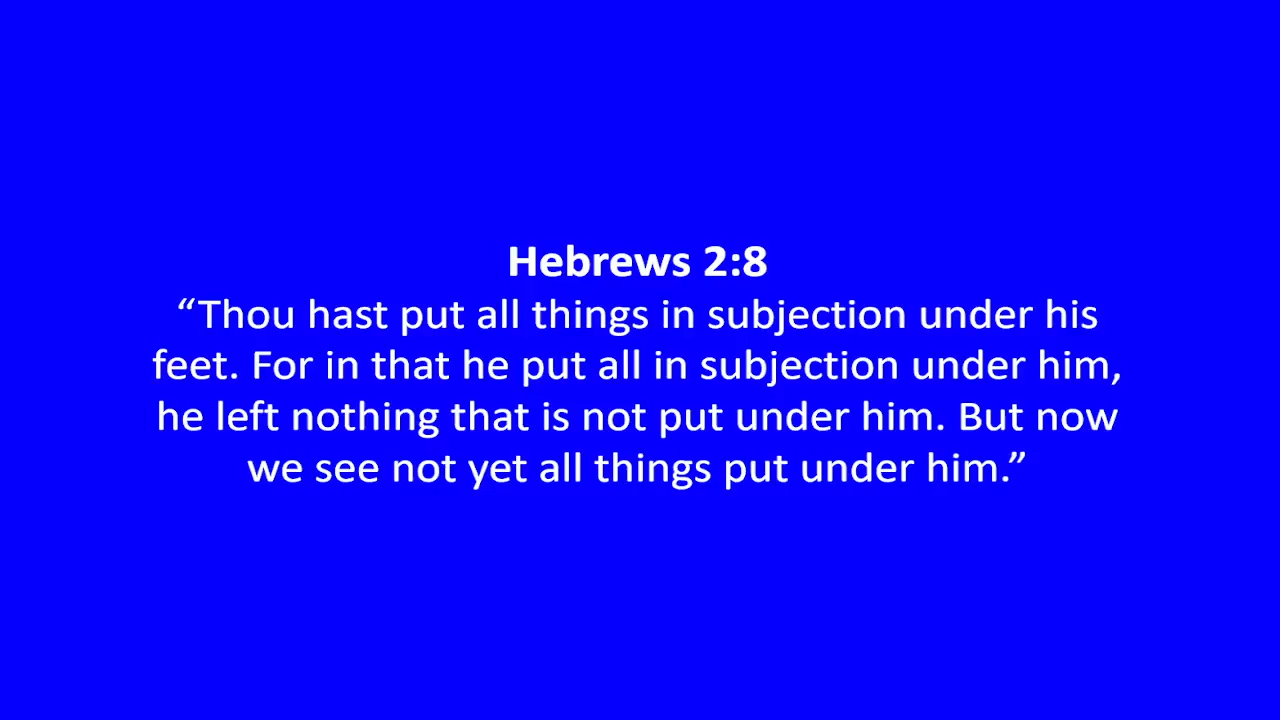 Hebrews 2:8
“Thou hast put all things in subjection under his
feet. For in that he put all in subjection under him,
he left nothing that is not put under him. But now
we see not yet all things put under him.”